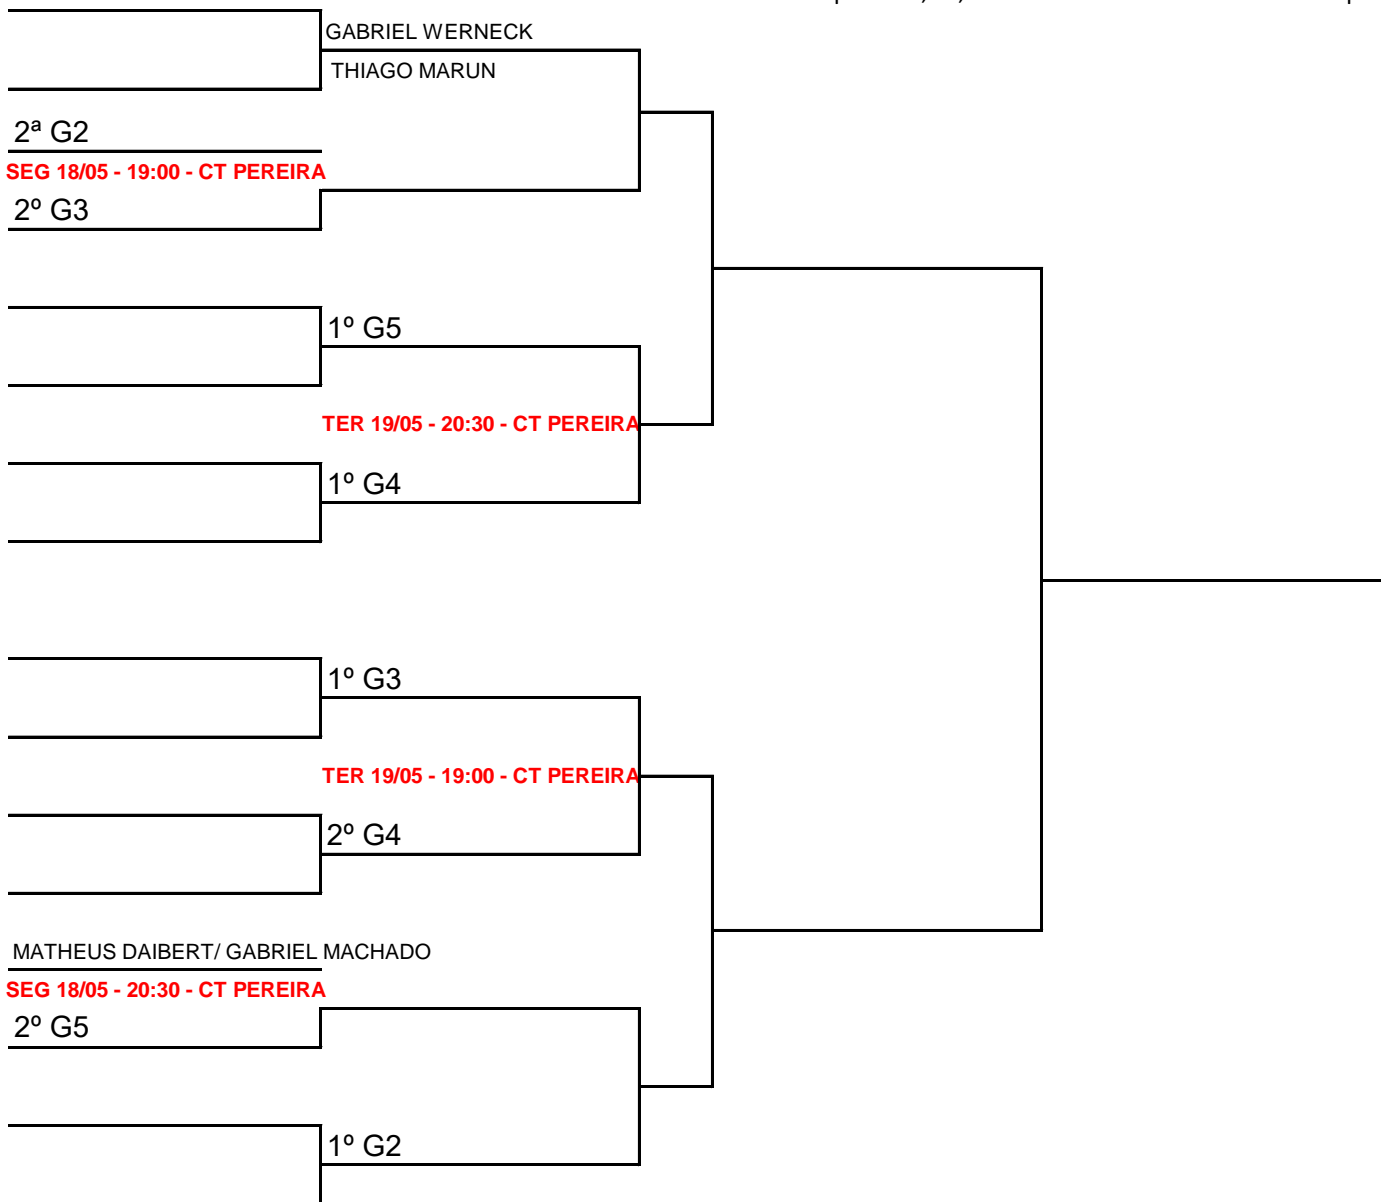 GABRIEL WERNECK
THIAGO MARUN
2ª G2
SEG 18/05 - 19:00 - CT PEREIRA
2º G3
1º G5
TER 19/05 - 20:30 - CT PEREIRA
1º G4
1º G3
TER 19/05 - 19:00 - CT PEREIRA
2º G4
MATHEUS DAIBERT/ GABRIEL MACHADO
SEG 18/05 - 20:30 - CT PEREIRA
2º G5
1º G2